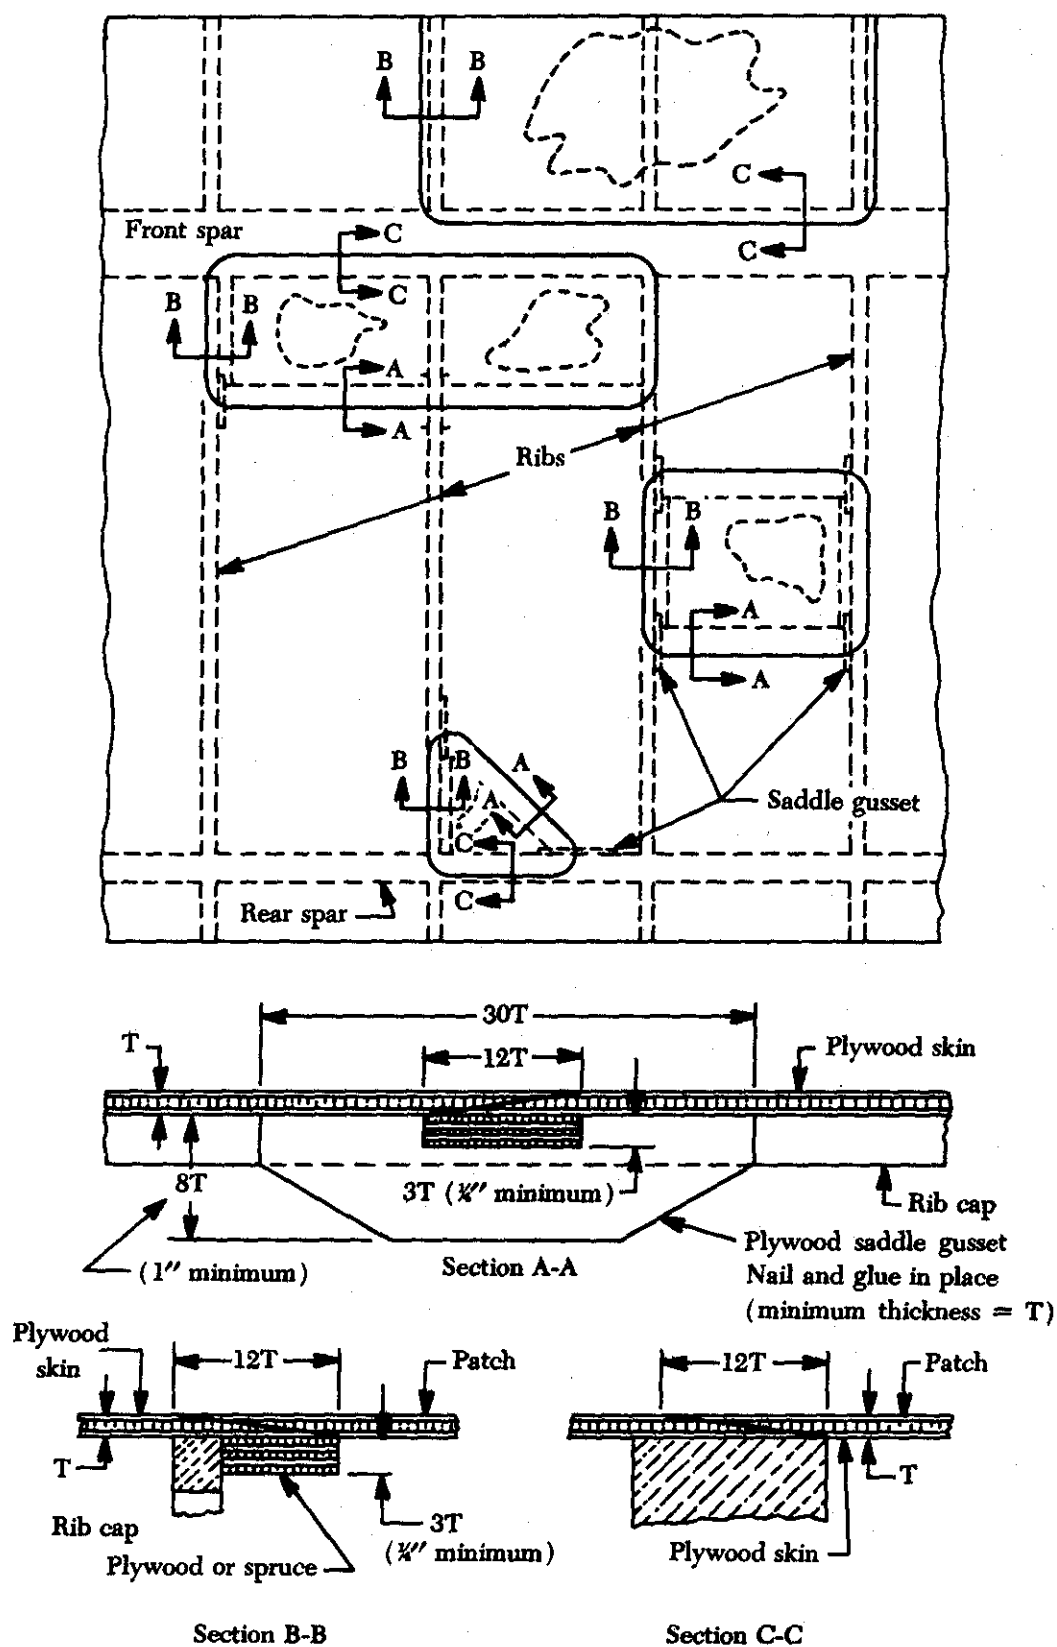 B B
C
C
Front spar
C
C
B B
A
A
Ribs
B B
A
A
B B A
A
C
Saddle gusset
C
Rear spar
30T
T
12T
Plywood skin
8T
3T (¼" minimum)
Rib cap
(1" minimum)
Section A-A
Plywood saddle gusset
Nail and glue in place
(minimum thickness = T)
Plywood
skin
12T
Patch
T
3T
(¼" minimum)
Rib cap
Plywood or spruce
Section B-B
12T
Patch
T
Plywood skin
Section C-C